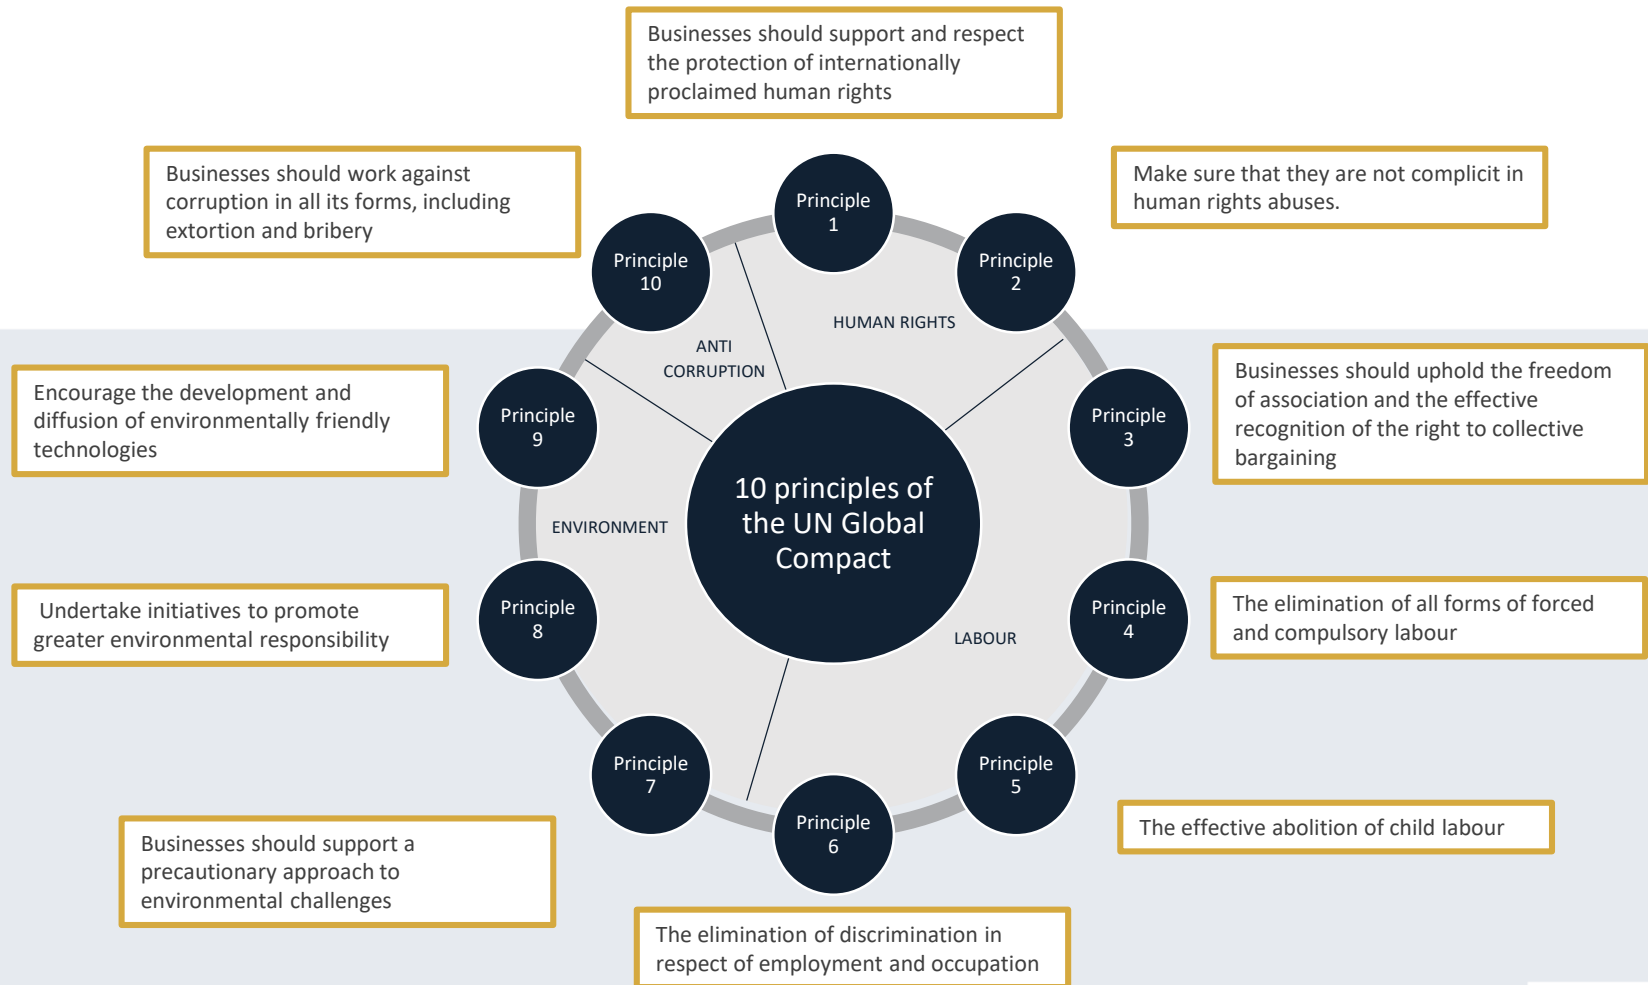 Businesses should support and respect
the protection of internationally
proclaimed human rights
Businesses should work against
corruption in all its forms, including
extortion and bribery
Make sure that they are not complicit in
human rights abuses.
Principle
1
Principle
10
Principle
2
HUMAN RIGHTS
ANTI
CORRUPTION
Encourage the development and
diffusion of environmentally friendly
technologies
Principle
9
Principle
3
Businesses should uphold the freedom
of association and the effective
recognition of the right to collective
bargaining
10 principles of
the UN Global
Compact
ENVIRONMENT
Undertake initiatives to promote
greater environmental responsibility
Principle
8
LABOUR
Principle
4
The elimination of all forms of forced
and compulsory labour
Principle
7
Principle
5
Businesses should support a
precautionary approach to
environmental challenges
Principle
6
The effective abolition of child labour
The elimination of discrimination in
respect of employment and occupation